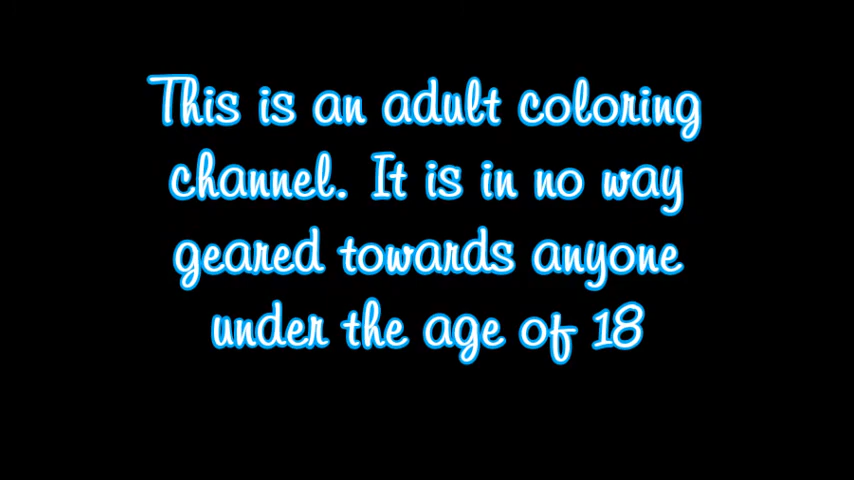 This is an adult coloring
channel. It is in no way
geared towards anyone
under the age of 18